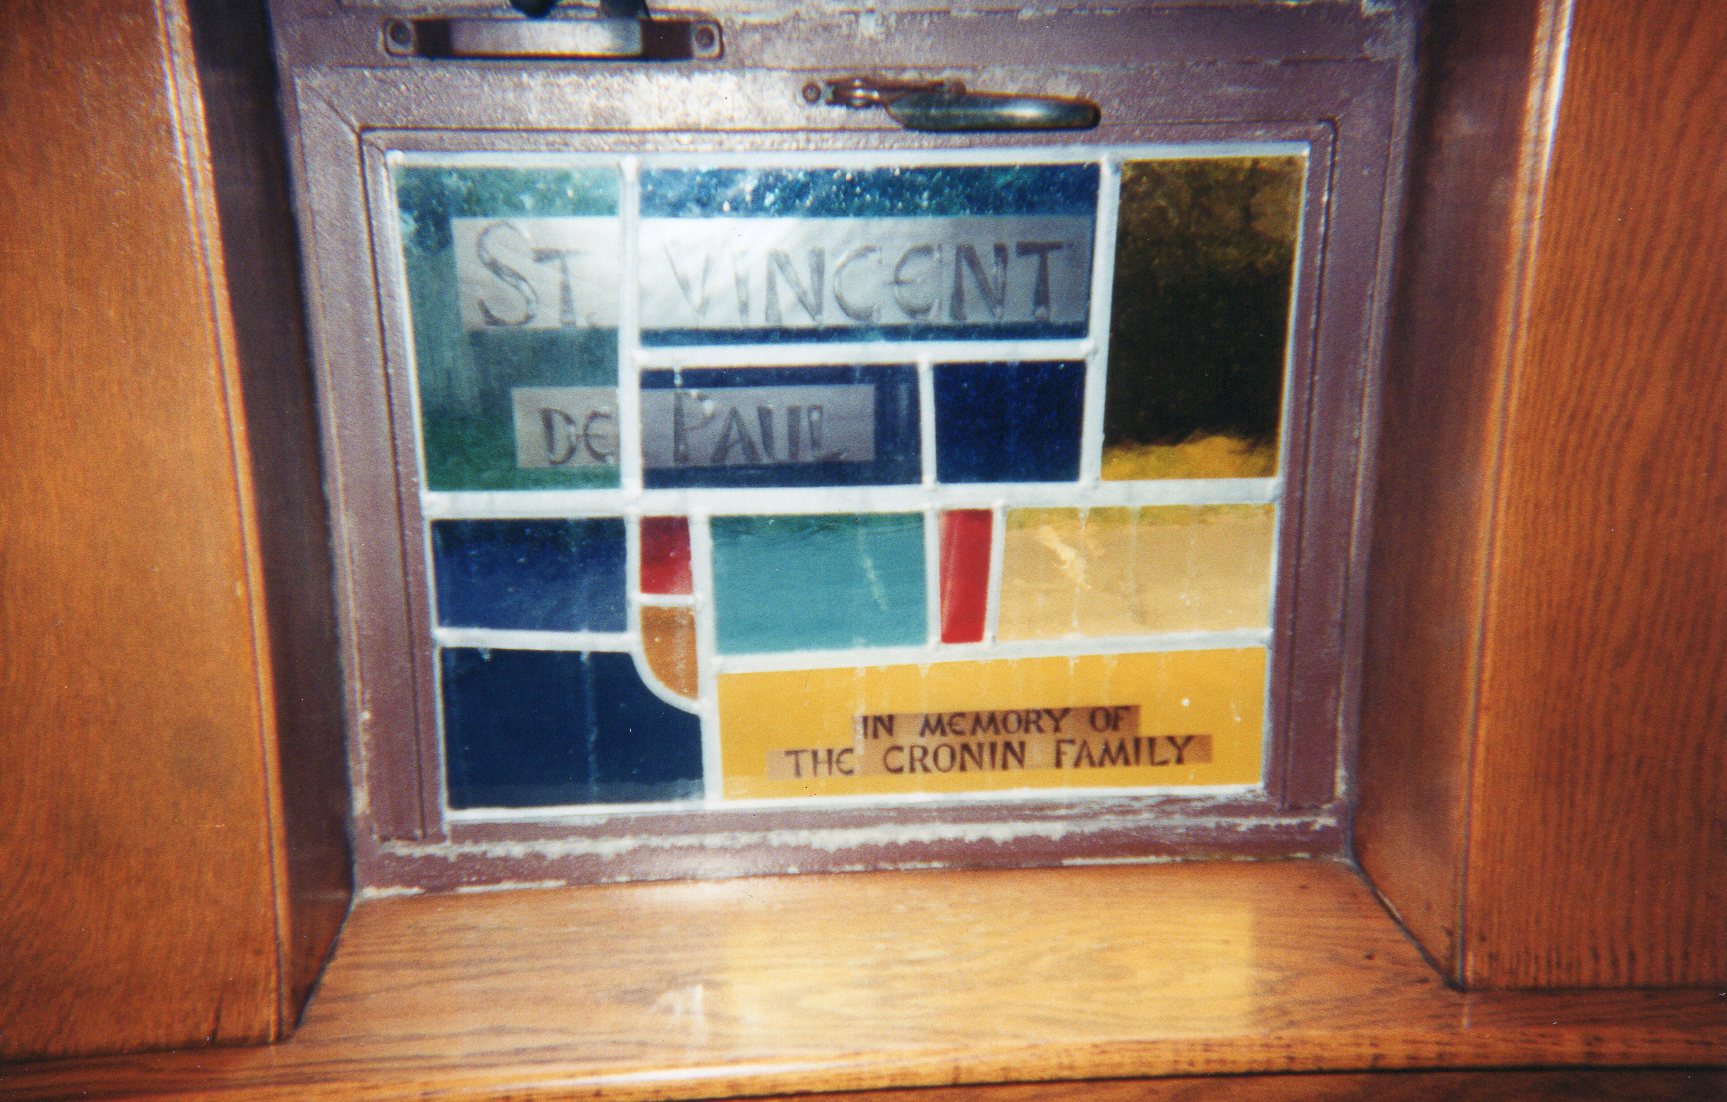 ST. VINCENT
DE PAUL
IN MEMORY OF
THE CRONIN FAMILY